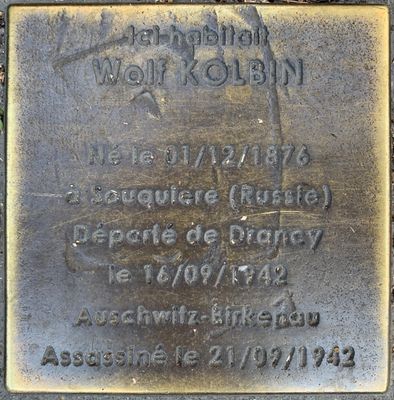 Ici habitait
Wolf KOLBIN
Né le 01/12/1876
à Souquiere (Russie)
Déporté de Drancy
le 16/09/1942
Auschwitz-Birkenau
Assassiné le 21/09/1942